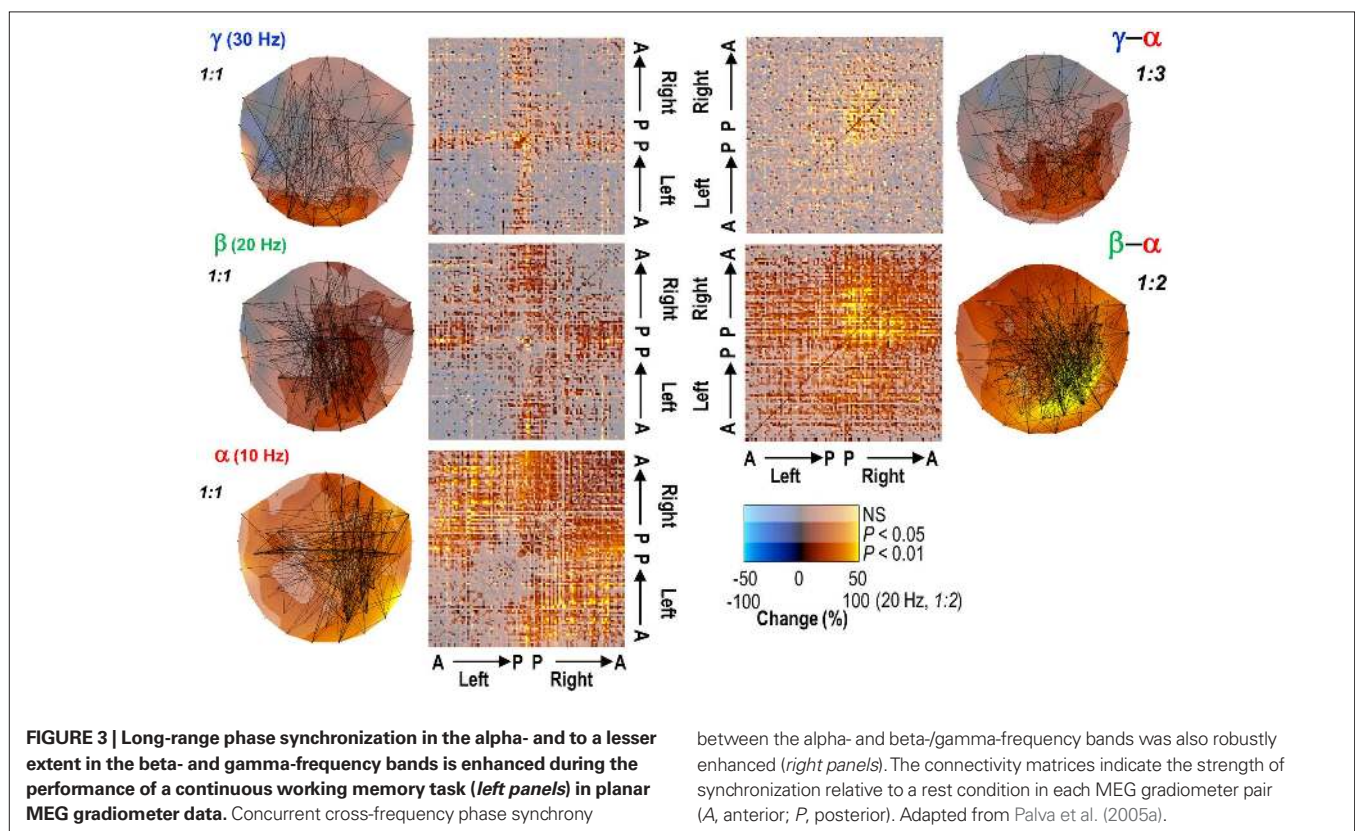 γ (30 Hz)
1:1
A
Right
P
P
Left
A
β (20 Hz)
1:1
A
Right
P
P
Left
A
α (10 Hz)
1:1
A
Right
P
P
Left
A
A P P A
Left Right
γ–α
1:3
A
Right
P
P
Left
A
β–α
1:2
A
Right
P
P
Left
A
A P P A
Left Right
NS
P < 0.05
P < 0.01
-50 0 50
-100 100 (20 Hz, 1:2)
Change (%)
FIGURE 3 | Long-range phase synchronization in the alpha- and to a lesser
extent in the beta- and gamma-frequency bands is enhanced during the
performance of a continuous working memory task (left panels) in planar
MEG gradiometer data. Concurrent cross-frequency phase synchrony
between the alpha- and beta-/gamma-frequency bands was also robustly
enhanced (right panels). The connectivity matrices indicate the strength of
synchronization relative to a rest condition in each MEG gradiometer pair
(A, anterior; P, posterior). Adapted from Palva et al. (2005a).